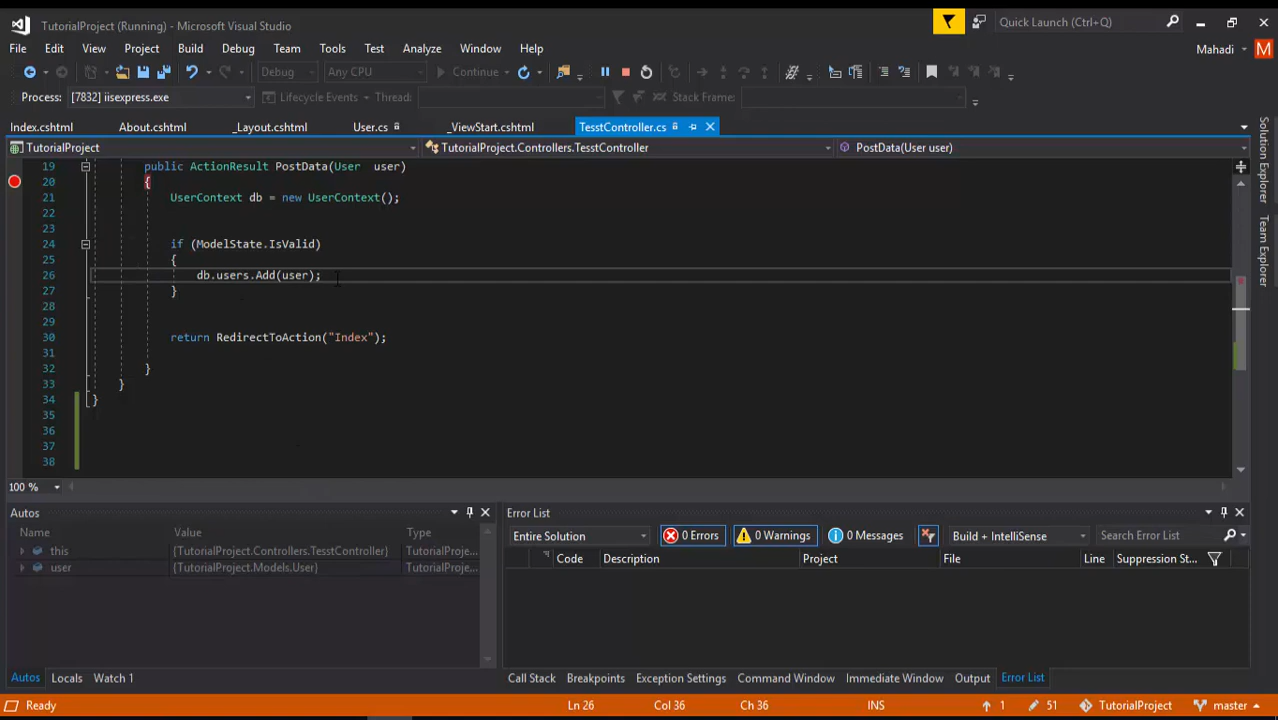 TutorialProject (Running) - Microsoft Visual Studio
Quick Launch (Ctrl+Q)
File Edit View Project Build Debug Team Tools Test Analyze Window Help
Mahadi M
Debug Any CPU Continue
Process: [7832] iisexpress.exe Lifecycle Events Thread: Stack Frame:
Index.cshtml About.cshtml _Layout.cshtml User.cs _ViewStart.cshtml TesstController.cs
TutorialProject TutorialProject.Controllers.TesstController PostData(User user)
19 public ActionResult PostData(User user)
20 {
21 UserContext db = new UserContext();
22
23
24 if (ModelState.IsValid)
25 {
26 db.users.Add(user);
27 }
28
29
30 return RedirectToAction("Index");
31
32 }
33 }
34 }
35
36
37
38
100 %
Solution Explorer
Team Explorer
Autos
Name Value Type
this {TutorialProject.Controllers.TesstController} TutorialProje...
user {TutorialProject.Models.User} TutorialProje...
Autos Locals Watch 1
Error List
Entire Solution 0 Errors 0 Warnings 0 Messages Build + IntelliSense Search Error List
Code Description Project File Line Suppression St...
Call Stack Breakpoints Exception Settings Command Window Immediate Window Output Error List
Ready Ln 26 Col 36 Ch 36 INS 1 51 TutorialProject master